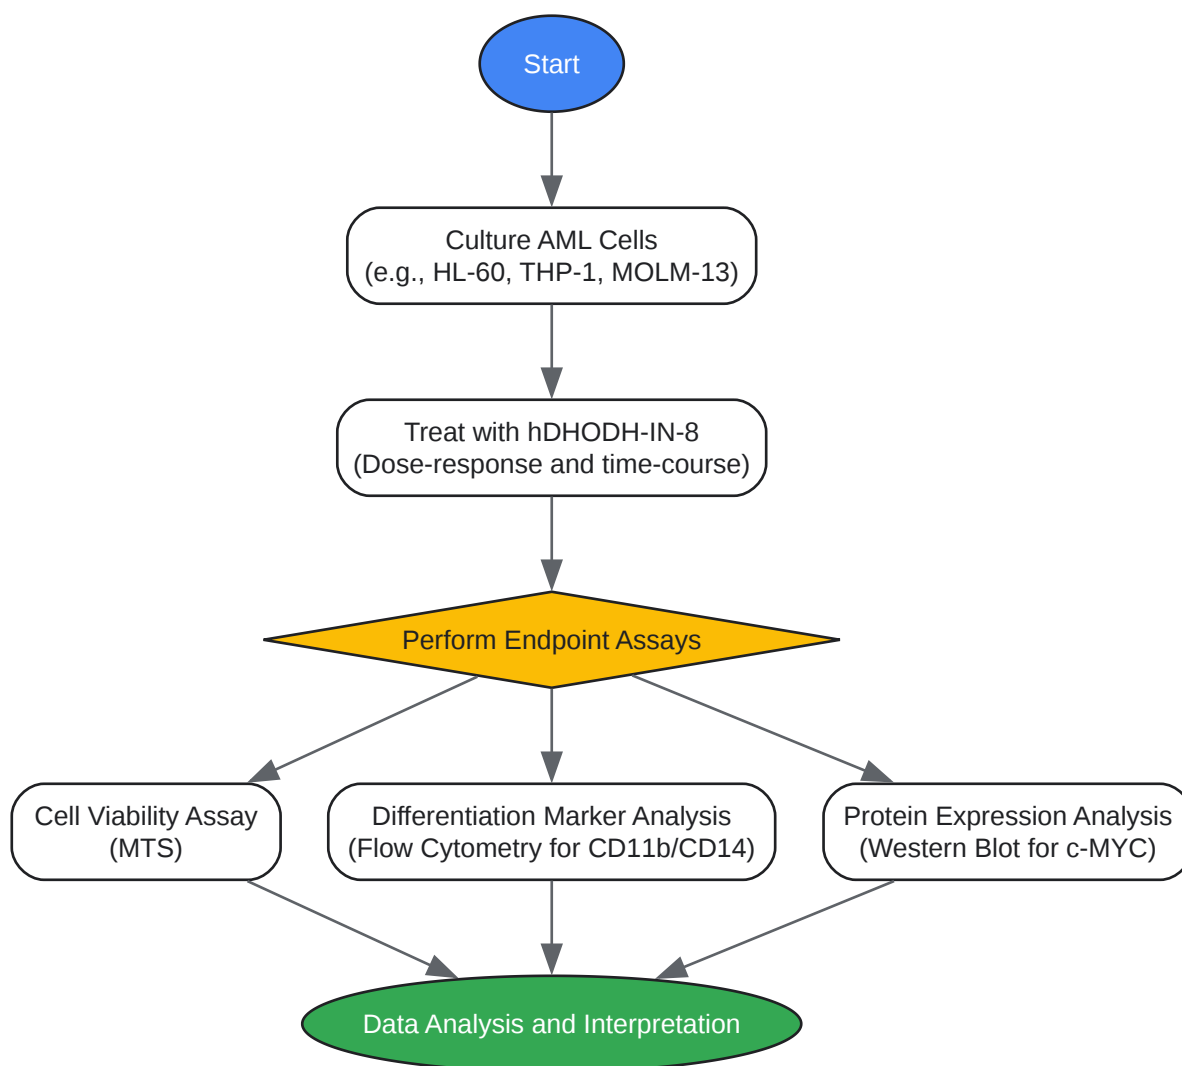 Start
Culture AML Cells
(e.g., HL-60, THP-1, MOLM-13)
Treat with hDHODH-IN-8
(Dose-response and time-course)
Perform Endpoint Assays
Cell Viability Assay
(MTS)
Differentiation Marker Analysis
(Flow Cytometry for CD11b/CD14)
Protein Expression Analysis
(Western Blot for c-MYC)
Data Analysis and Interpretation